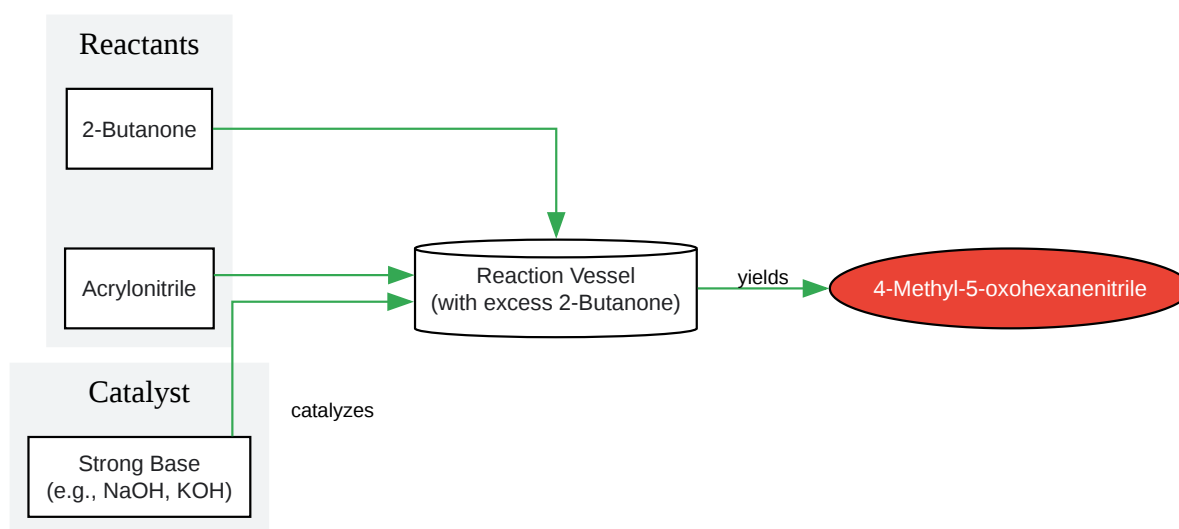 Reactants
2-Butanone
Acrylonitrile
Reaction Vessel
(with excess 2-Butanone)
yields
4-Methyl-5-oxohexanenitrile
Catalyst
catalyzes
Strong Base
(e.g., NaOH, KOH)